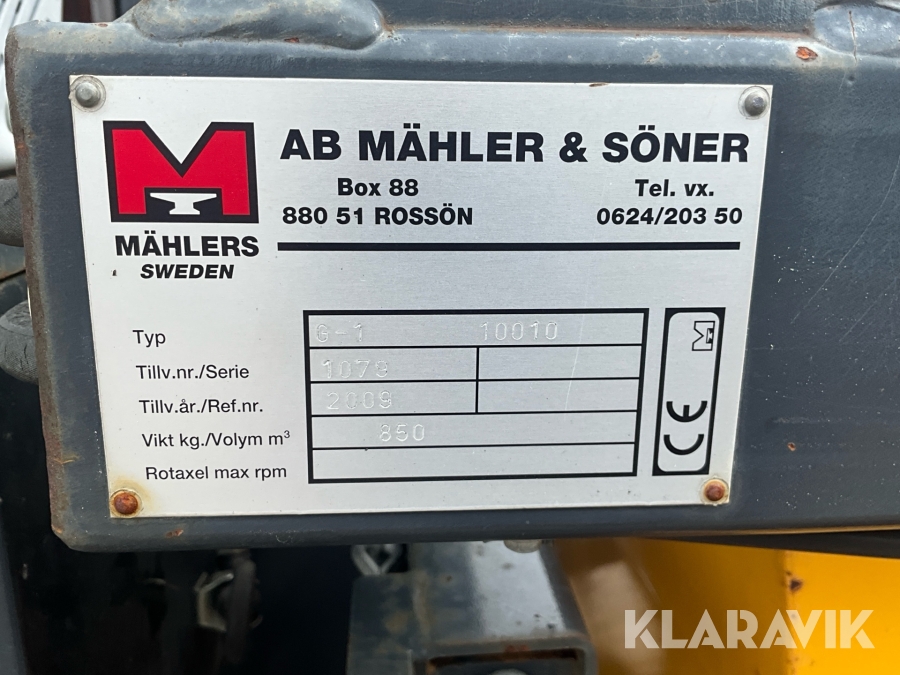 AB MÄHLER & SÖNER
Box 88 Tel. vx.
880 51 ROSSÖN 0624/203 50
M
MÄHLERS
SWEDEN
Typ G-1 10010
Tillv.nr./Serie 1079
Tillv.år./Ref.nr. 2009
Vikt kg./Volym m³ 850
Rotaxel max rpm
CE
KLARAVIK